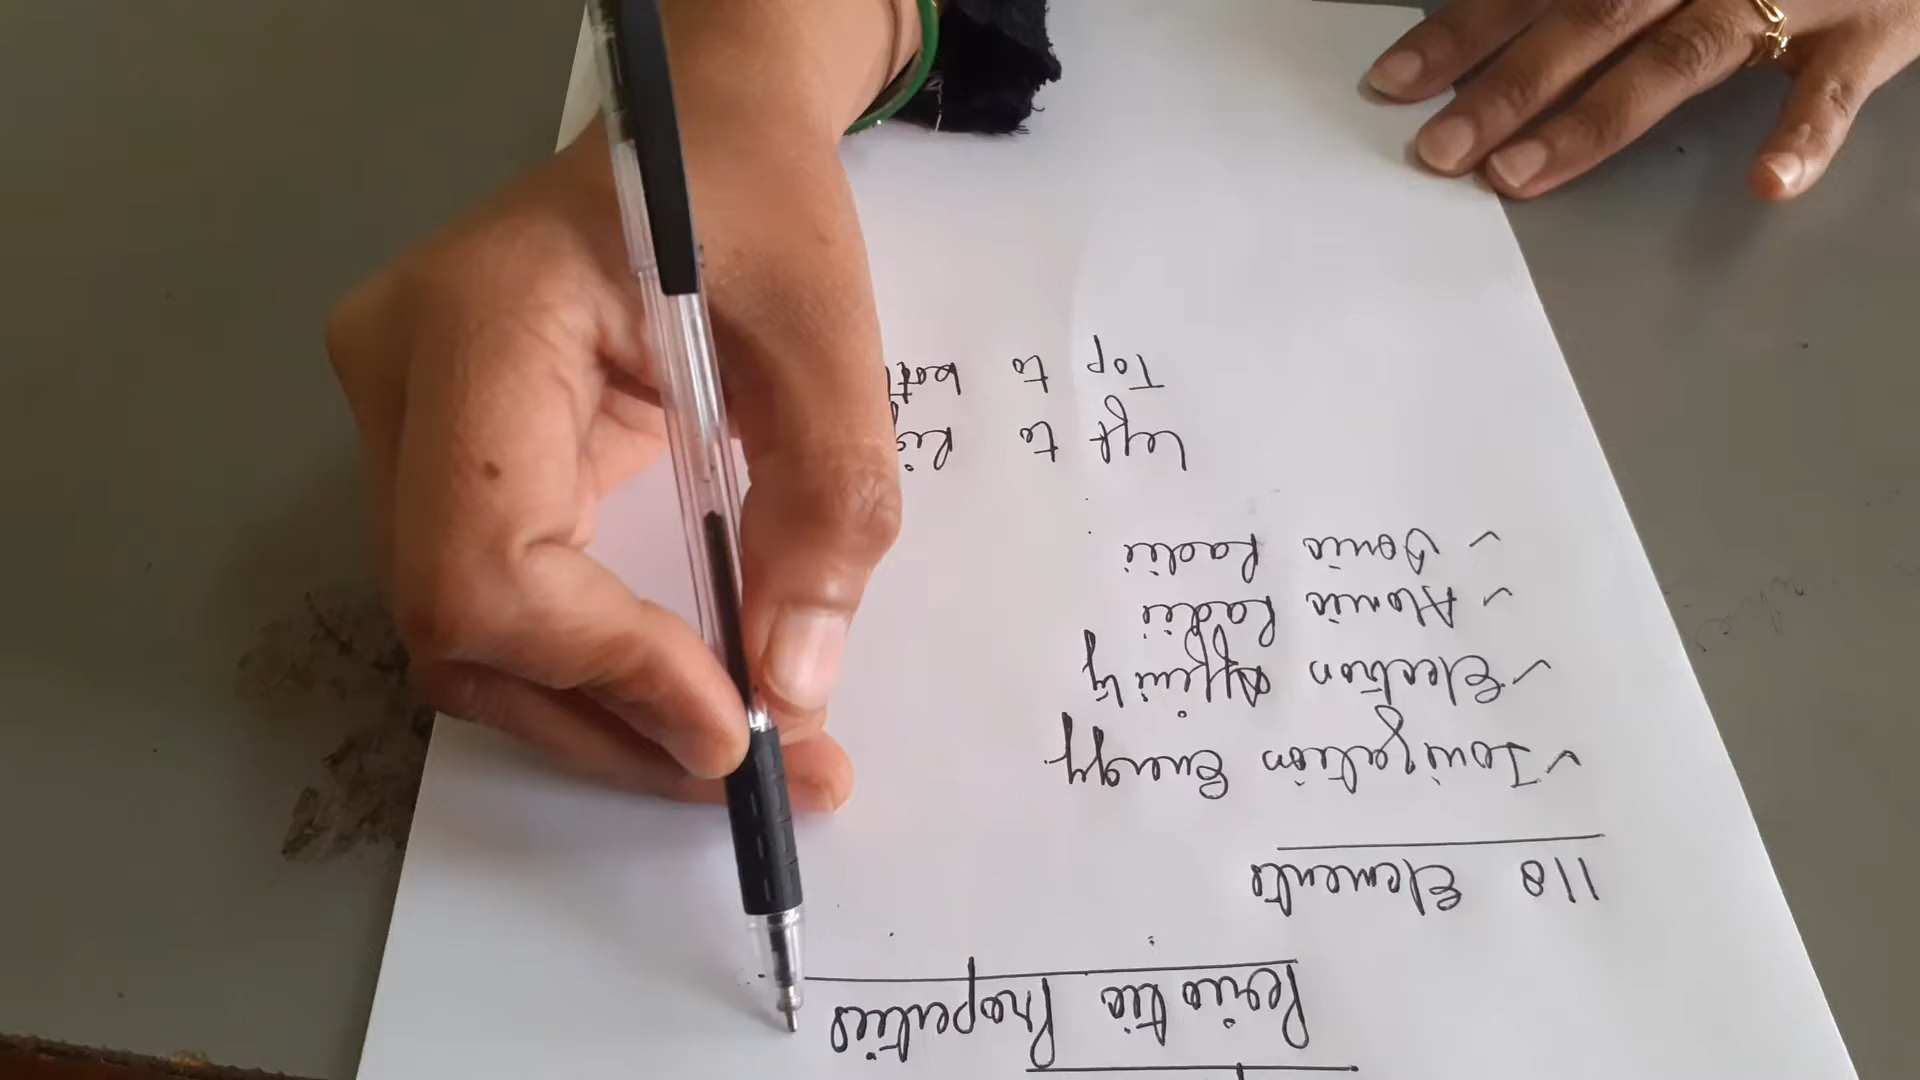 Periodic Properties
118 Elements
✓ Ionization Energy
✓ Electron Affinity
✓ Atomic Radii
✓ Ionic Radii
Left to
Top to